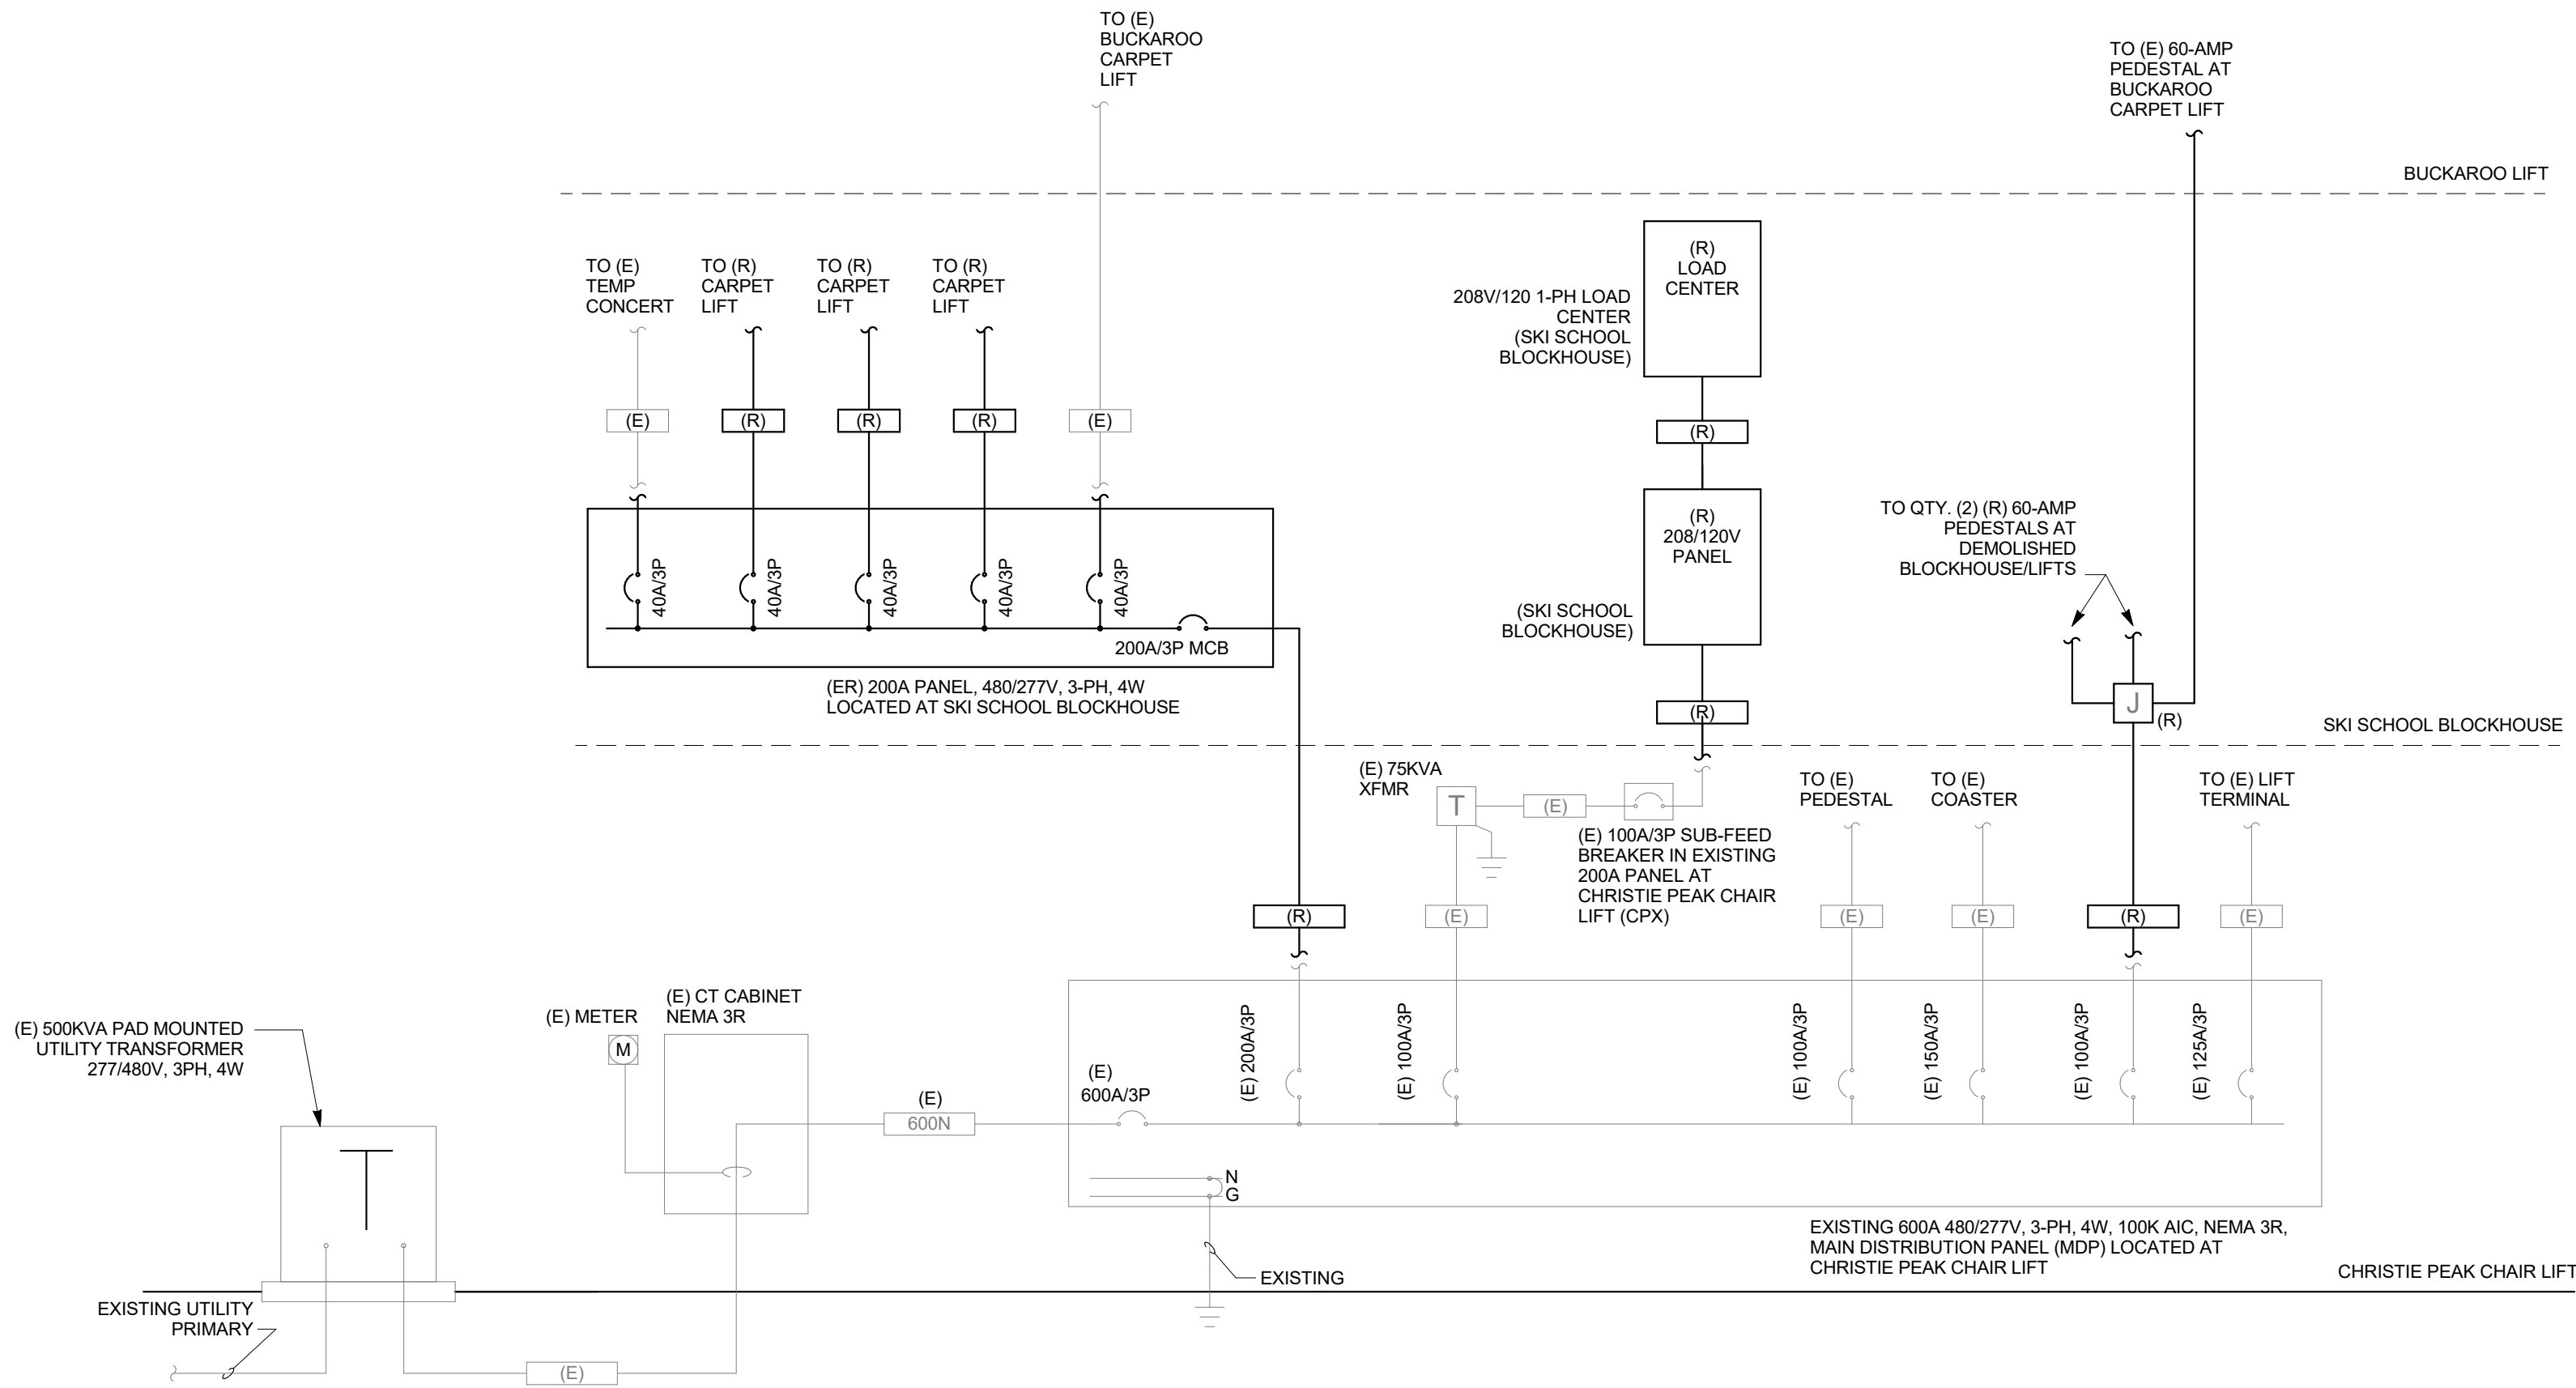 TO (E)
BUCKAROO
CARPET
LIFT
TO (E) 60-AMP
PEDESTAL AT
BUCKAROO
CARPET LIFT
BUCKAROO LIFT
TO (E)
TEMP
CONCERT
TO (R)
CARPET
LIFT
TO (R)
CARPET
LIFT
TO (R)
CARPET
LIFT
(R)
LOAD
CENTER
208V/120 1-PH LOAD
CENTER
(SKI SCHOOL
BLOCKHOUSE)
(E)
(R)
(R)
(R)
(E)
(R)
(R)
208/120V
PANEL
(SKI SCHOOL
BLOCKHOUSE)
TO QTY. (2) (R) 60-AMP
PEDESTALS AT
DEMOLISHED
BLOCKHOUSE/LIFTS
40A/3P
40A/3P
40A/3P
40A/3P
40A/3P
200A/3P MCB
(ER) 200A PANEL, 480/277V, 3-PH, 4W
LOCATED AT SKI SCHOOL BLOCKHOUSE
(R)
J
(R)
SKI SCHOOL BLOCKHOUSE
(E) 75KVA
XFMR
T
(E)
(E) 100A/3P SUB-FEED
BREAKER IN EXISTING
200A PANEL AT
CHRISTIE PEAK CHAIR
LIFT (CPX)
TO (E)
PEDESTAL
TO (E)
COASTER
TO (E) LIFT
TERMINAL
(R)
(E)
(E)
(E)
(R)
(E)
(E) 500KVA PAD MOUNTED
UTILITY TRANSFORMER
277/480V, 3PH, 4W
(E) METER
M
(E) CT CABINET
NEMA 3R
(E)
600N
(E)
600A/3P
(E) 200A/3P
(E) 100A/3P
(E) 100A/3P
(E) 150A/3P
(E) 100A/3P
(E) 125A/3P
T
N
G
EXISTING
EXISTING 600A 480/277V, 3-PH, 4W, 100K AIC, NEMA 3R,
MAIN DISTRIBUTION PANEL (MDP) LOCATED AT
CHRISTIE PEAK CHAIR LIFT
CHRISTIE PEAK CHAIR LIFT
EXISTING UTILITY
PRIMARY
(E)